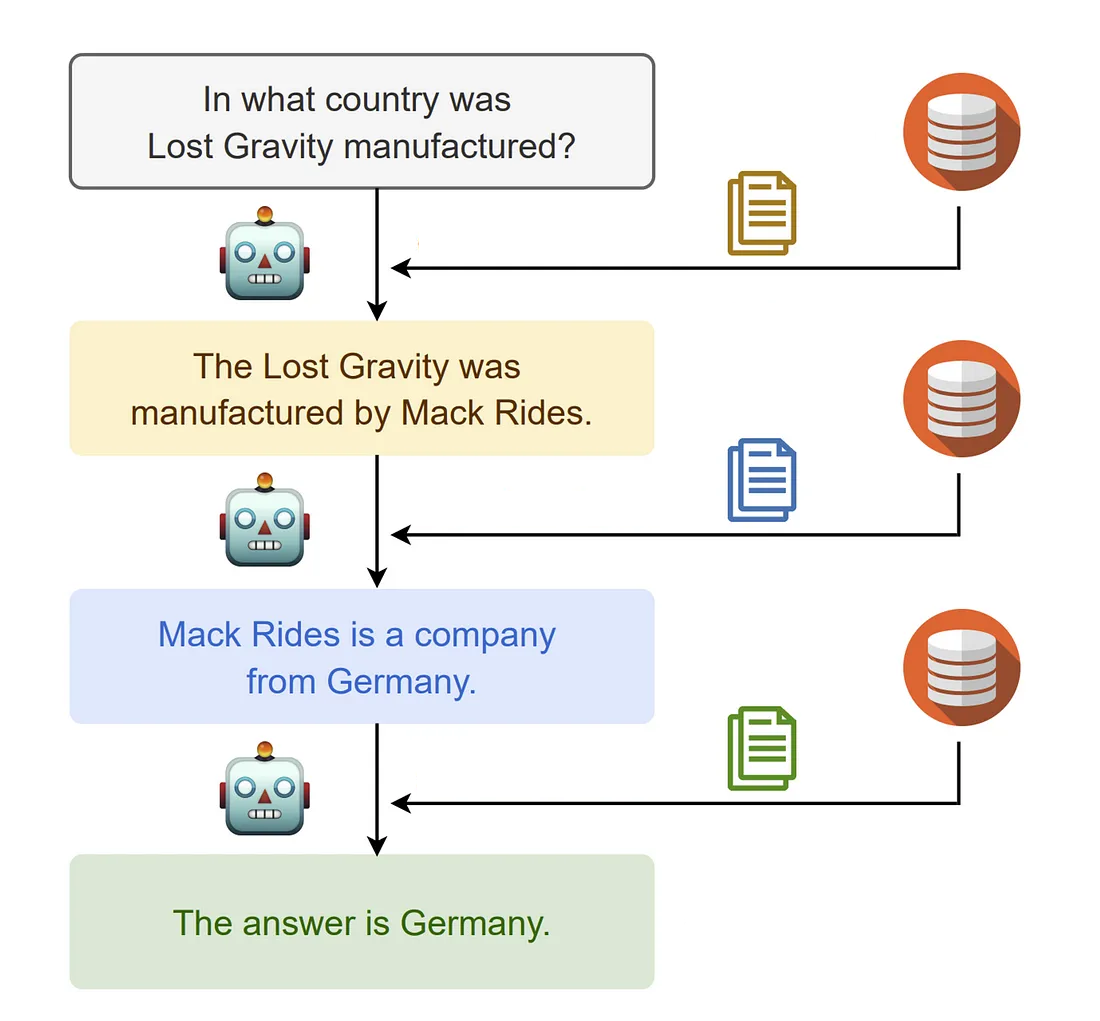 In what country was
Lost Gravity manufactured?
The Lost Gravity was
manufactured by Mack Rides.
Mack Rides is a company
from Germany.
The answer is Germany.